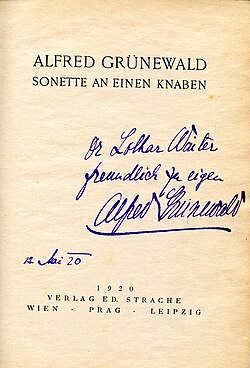 ALFRED GRÜNEWALD
SONETTE AN EINEN KNABEN
Dr Lothar Winter
freundlich zu eigen
Alfred Grünewald
12. Mai 20
1920
VERLAG ED. STRACHE
WIEN - PRAG - LEIPZIG